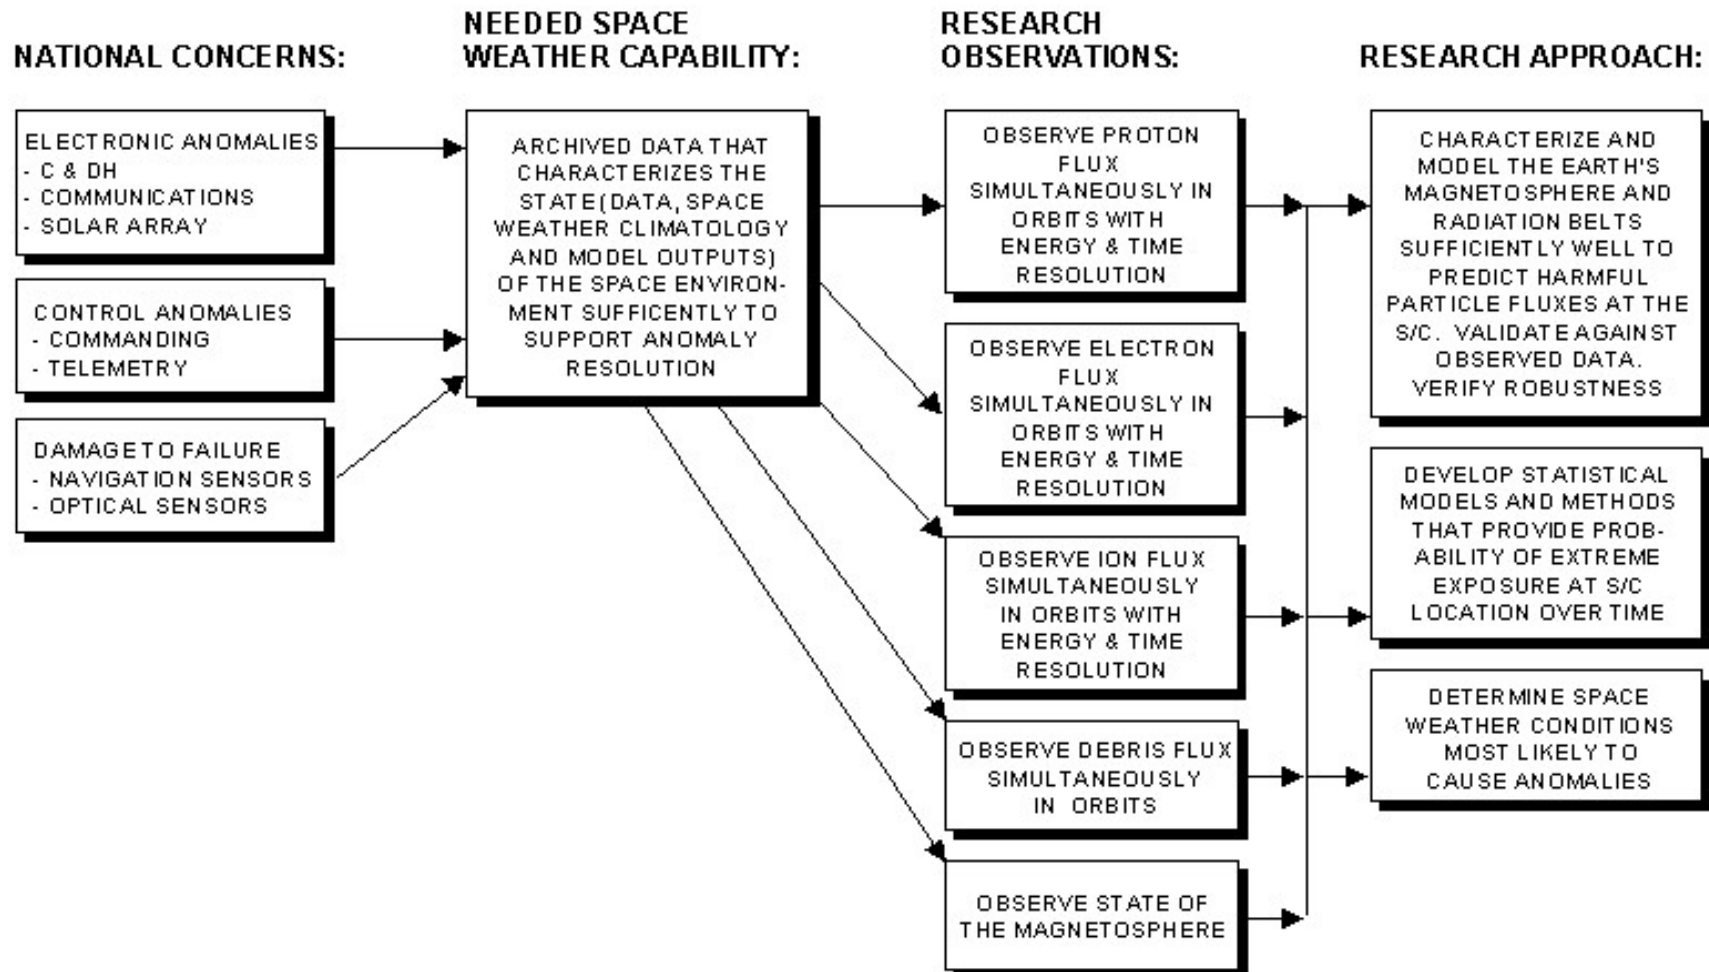 NATIONAL CONCERNS:
ELECTRONIC ANOMALIES
- C & DH
- COMMUNICATIONS
- SOLAR ARRAY
CONTROL ANOMALIES
- COMMANDING
- TELEMETRY
DAMAGE TO FAILURE
- NAVIGATION SENSORS
- OPTICAL SENSORS
NEEDED SPACE
WEATHER CAPABILITY:
ARCHIVED DATA THAT
CHARACTERIZES THE
STATE(DATA, SPACE
WEATHER CLIMATOLOGY
AND MODEL OUTPUTS)
OF THE SPACE ENVIRON-
MENT SUFFICENTLY TO
SUPPORT ANOMALY
RESOLUTION
RESEARCH
OBSERVATIONS:
OBSERVE PROTON
FLUX
SIMULTANEOUSLY IN
ORBITS WITH
ENERGY & TIME
RESOLUTION
OBSERVE ELECTRON
FLUX
SIMULTANEOUSLY IN
ORBITS WITH
ENERGY & TIME
RESOLUTION
OBSERVE ION FLUX
SIMULTANEOUSLY
IN ORBITS WITH
ENERGY & TIME
RESOLUTION
OBSERVE DEBRIS FLUX
SIMULTANEOUSLY
IN ORBITS
OBSERVE STATE OF
THE MAGNETOSPHERE
RESEARCH APPROACH:
CHARACTERIZE AND
MODEL THE EARTH'S
MAGNETOSPHERE AND
RADIATION BELTS
SUFFICIENTLY WELL TO
PREDICT HARMFUL
PARTICLE FLUXES AT THE
S/C. VALIDATE AGAINST
OBSERVED DATA.
VERIFY ROBUSTNESS
DEVELOP STATISTICAL
MODELS AND METHODS
THAT PROVIDE PROB-
ABILITY OF EXTREME
EXPOSURE AT S/C
LOCATION OVER TIME
DETERMINE SPACE
WEATHER CONDITIONS
MOST LIKELY TO
CAUSE ANOMALIES